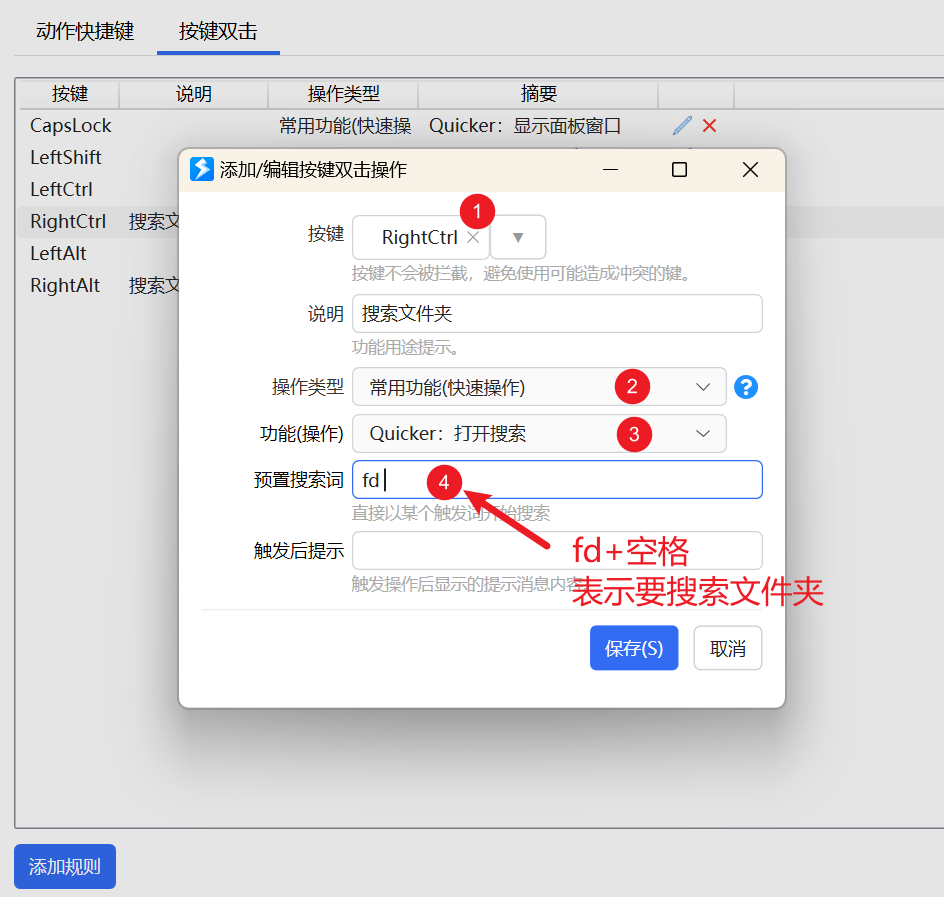 动作快捷键 按键双击
按键 说明 操作类型 摘要
CapsLock 常用功能(快速操 Quicker：显示面板窗口
LeftShift
LeftCtrl
RightCtrl 搜索文
LeftAlt
RightAlt 搜索文
添加/编辑按键双击操作
1
按键 RightCtrl
按键不会被拦截，避免使用可能造成冲突的键。
说明 搜索文件夹
功能用途提示。
操作类型 常用功能(快速操作) 2 ?
功能(操作) Quicker：打开搜索 3
预置搜索词 fd 4
直接以某个触发词开始搜索
触发后提示
fd+空格
触发操作后显示的提示消息内容
表示要搜索文件夹
保存(S) 取消
添加规则